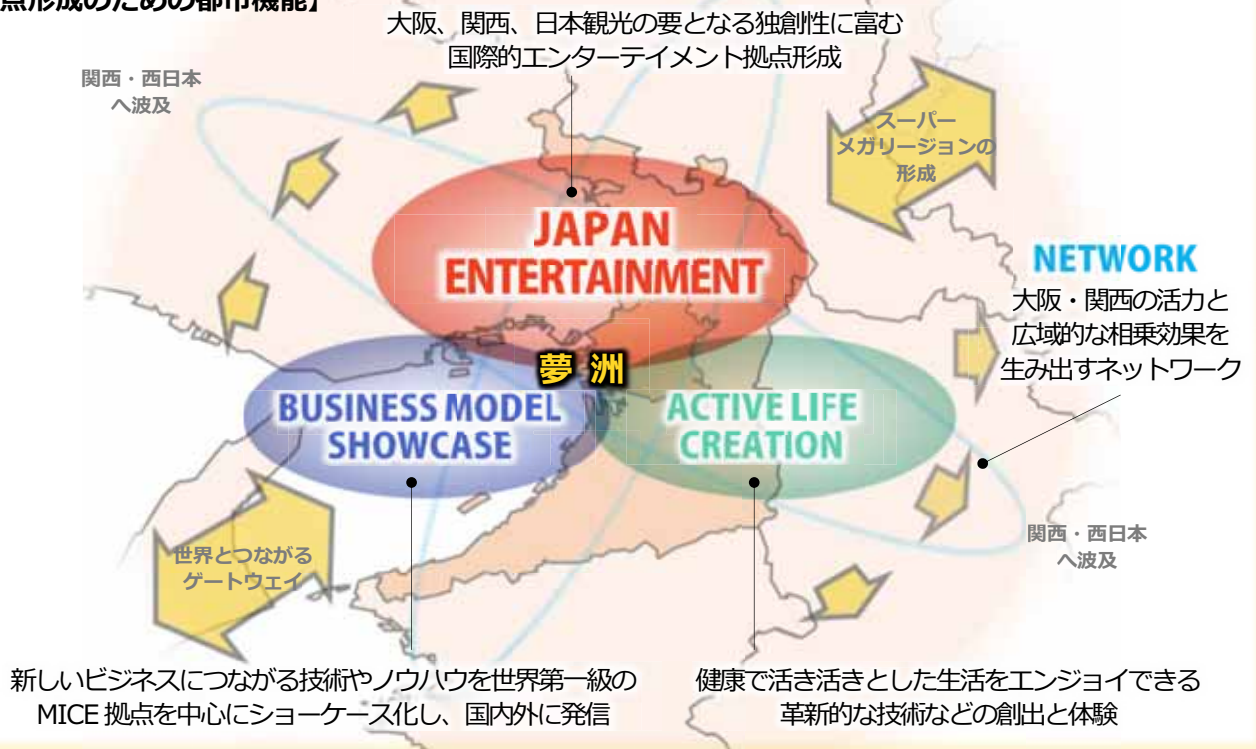 点形成のための都市機能】
大阪、関西、日本観光の要となる独創性に富む
国際的エンターテイメント拠点形成
関西・西日本
へ波及
スーパー
メガリージョンの
形成
JAPAN
ENTERTAINMENT
NETWORK
大阪・関西の活力と
広域的な相乗効果を
生み出すネットワーク
夢洲
BUSINESS MODEL
SHOWCASE
ACTIVE LIFE
CREATION
世界とつながる
ゲートウェイ
関西・西日本
へ波及
新しいビジネスにつながる技術やノウハウを世界第一級の
MICE 拠点を中心にショーケース化し、国内外に発信
健康で活き活きとした生活をエンジョイできる
革新的な技術などの創出と体験